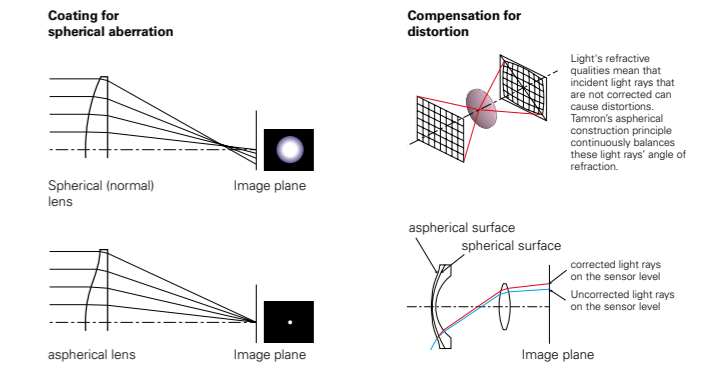 Coating for
spherical aberration
Spherical (normal)
lens
Image plane
aspherical lens
Image plane
Compensation for
distortion
Light's refractive
qualities mean that
incident light rays that
are not corrected can
cause distortions.
Tamron's aspherical
construction principle
continuously balances
these light rays' angle of
refraction.
aspherical surface
spherical surface
corrected light rays
on the sensor level
Uncorrected light rays
on the sensor level
Image plane